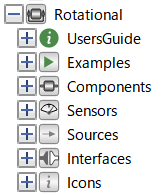 Rotational
UsersGuide
Examples
Components
Sensors
Sources
Interfaces
Icons